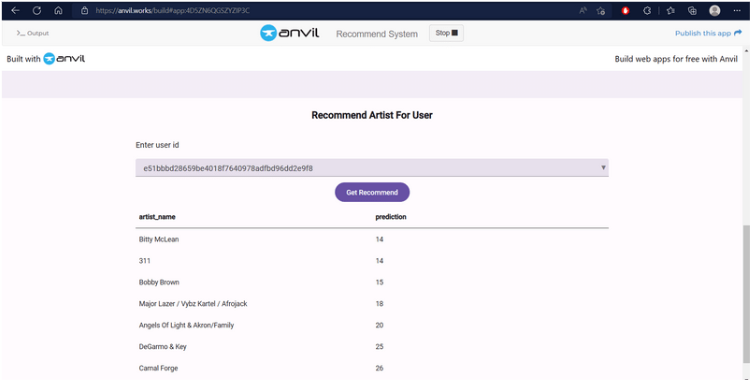 https://anvil.works/build#app:4D5ZN6QGSZYZIP3C
Output
anvil Recommend System Stop Publish this app
Built with anvil Build web apps for free with Anvil
Recommend Artist For User
Enter user id
e51bbbd28659be4018f7640978adfbd96dd2e9f8
Get Recommend
artist_name prediction
Bitty McLean 14
311 14
Bobby Brown 15
Major Lazer / Vybz Kartel / Afrojack 18
Angels Of Light & Akron/Family 20
DeGarmo & Key 25
Camal Forge 26